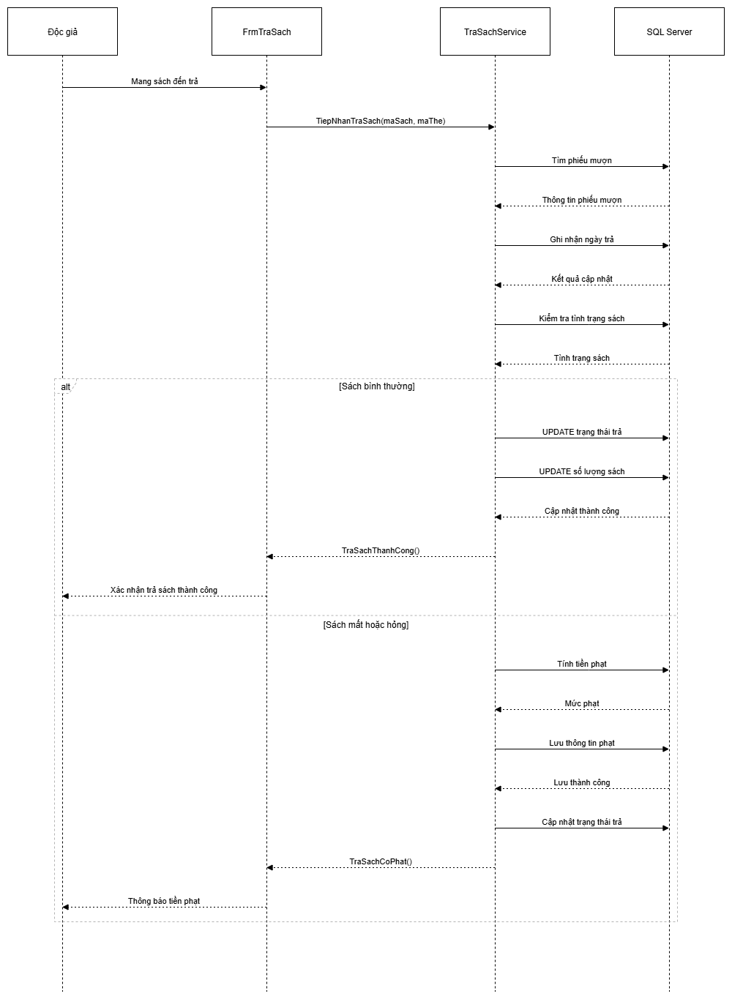 Độc giả
FrmTraSach
TraSachService
SQL Server
Mang sách đến trả
TiepNhanTraSach(maSach, maThe)
Tìm phiếu mượn
Thông tin phiếu mượn
Ghi nhận ngày trả
Kết quả cập nhật
Kiểm tra tình trạng sách
Tình trạng sách
alt
[Sách bình thường]
UPDATE trạng thái trả
UPDATE số lượng sách
Cập nhật thành công
TraSachThanhCong()
Xác nhận trả sách thành công
[Sách mất hoặc hỏng]
Tính tiền phạt
Mức phạt
Lưu thông tin phạt
Lưu thành công
Cập nhật trạng thái trả
TraSachCoPhat()
Thông báo tiền phạt